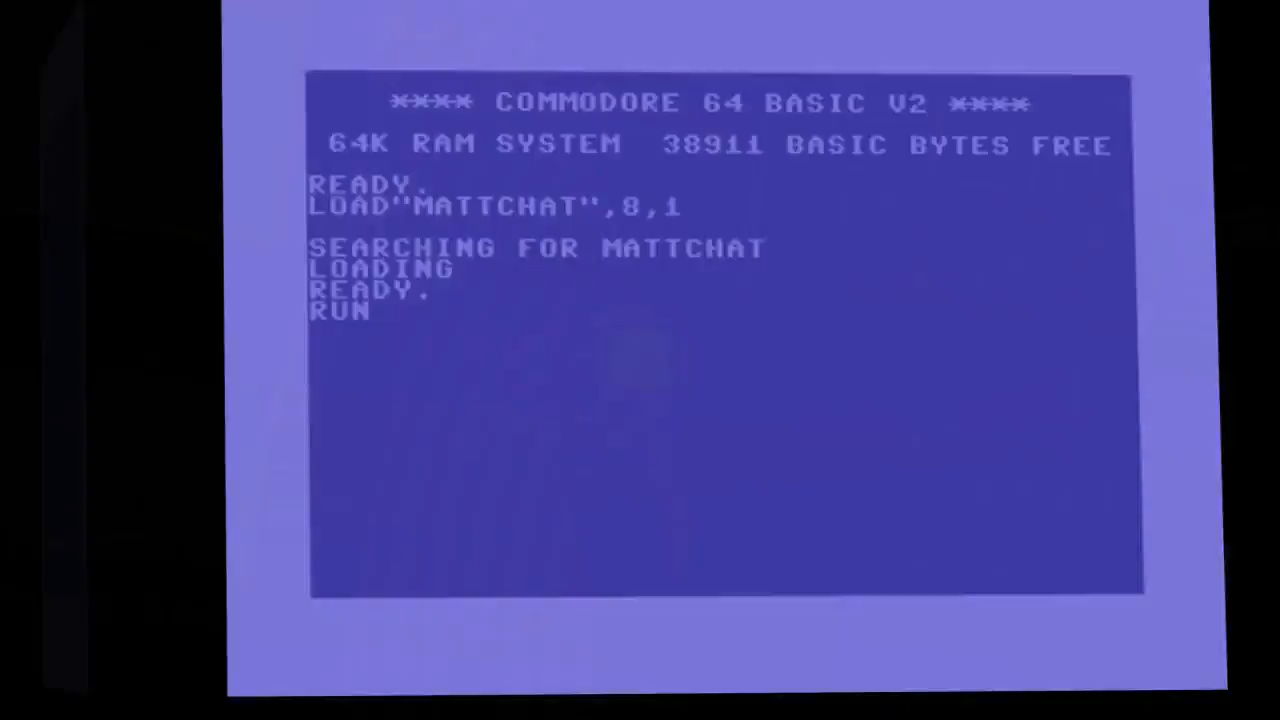 **** COMMODORE 64 BASIC V2 ****
64K RAM SYSTEM  38911 BASIC BYTES FREE
READY.
LOAD"MATTCHAT",8,1
SEARCHING FOR MATTCHAT
LOADING
READY.
RUN